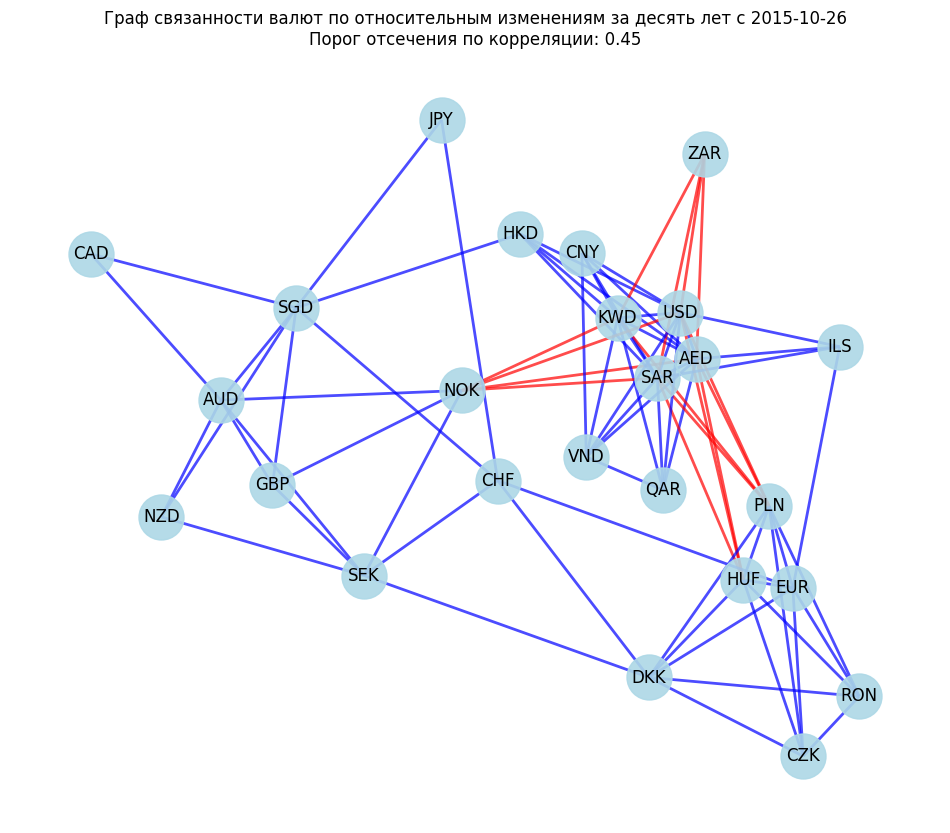 Граф связанности валют по относительным изменениям за десять лет с 2015-10-26
Порог отсечения по корреляции: 0.45
JPY
ZAR
HKD
CNY
CAD
SGD
KWD
USD
ILS
AED
SAR
NOK
AUD
VND
CHF
GBP
QAR
PLN
NZD
SEK
HUF
EUR
DKK
RON
CZK